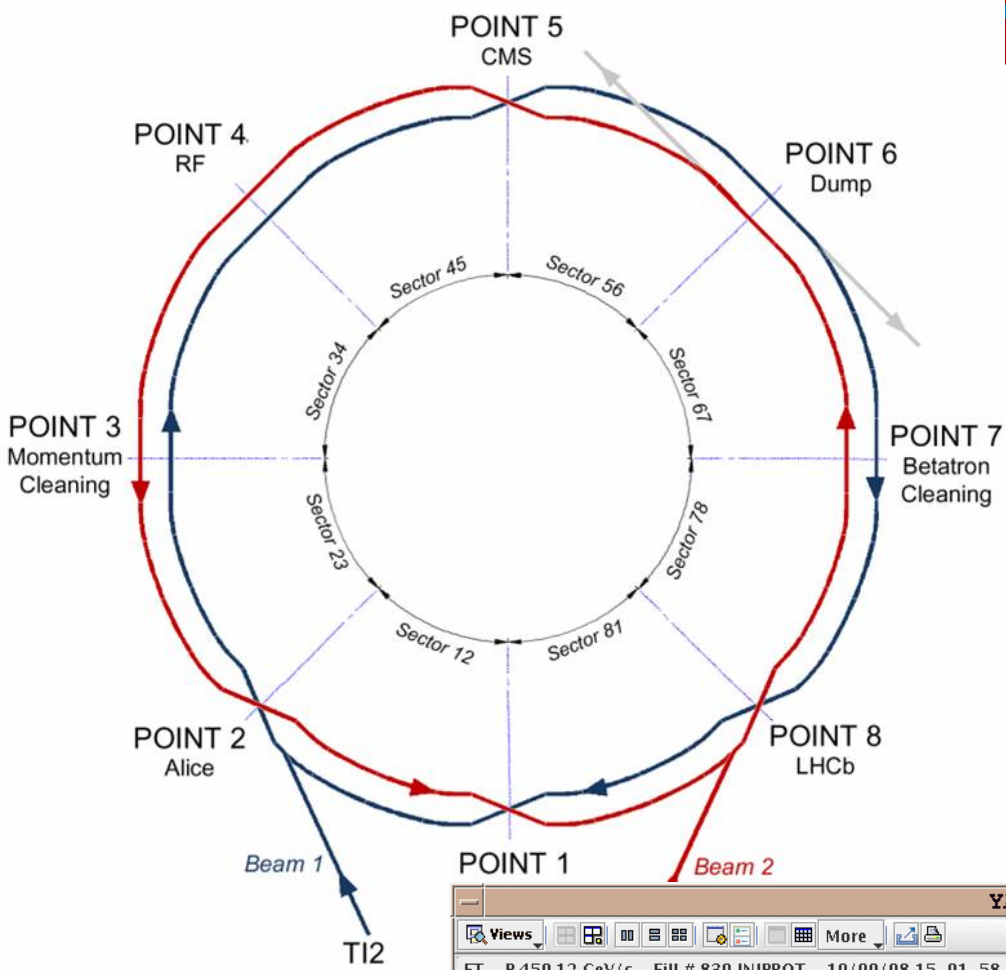 POINT 5
CMS
POINT 4
RF
POINT 6
Dump
Sector 45
Sector 56
Sector 34
Sector 67
POINT 3
Momentum
Cleaning
POINT 7
Betatron
Cleaning
Sector 23
Sector 78
Sector 12
Sector 81
POINT 2
Alice
POINT 8
LHCb
Beam 1
POINT 1
Beam 2
TI2
Views
More